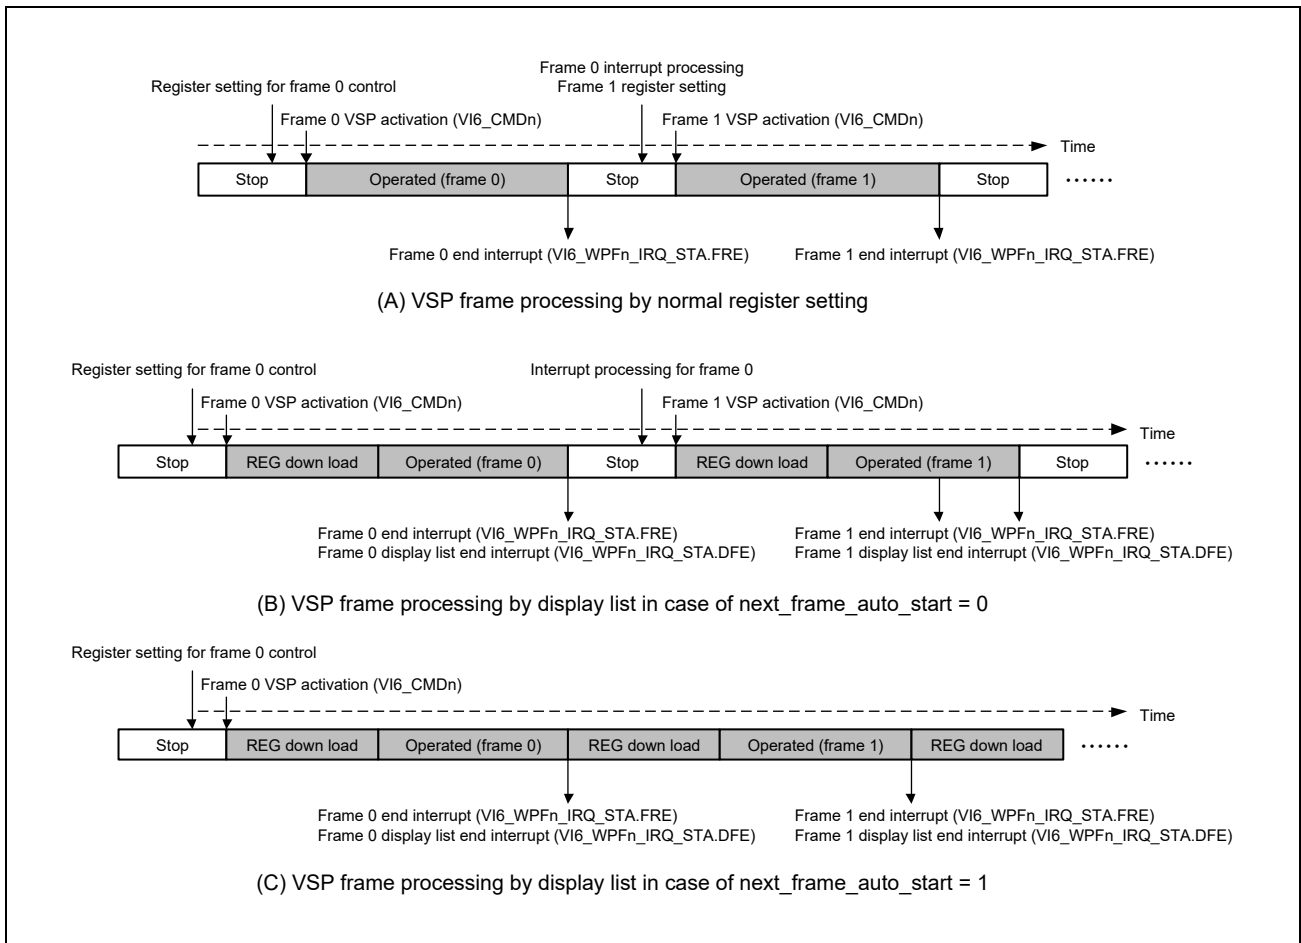 Frame 0 interrupt processing
Register setting for frame 0 control
Frame 1 register setting
Frame 0 VSP activation (VI6_CMDn)
Frame 1 VSP activation (VI6_CMDn)
Time
Stop
Operated (frame 0)
Stop
Operated (frame 1)
Stop
......
Frame 0 end interrupt (VI6_WPFn_IRQ_STA.FRE)
Frame 1 end interrupt (VI6_WPFn_IRQ_STA.FRE)
(A) VSP frame processing by normal register setting
Register setting for frame 0 control
Interrupt processing for frame 0
Frame 0 VSP activation (VI6_CMDn)
Frame 1 VSP activation (VI6_CMDn)
Time
Stop
REG down load
Operated (frame 0)
Stop
REG down load
Operated (frame 1)
Stop
......
Frame 0 end interrupt (VI6_WPFn_IRQ_STA.FRE)
Frame 0 display list end interrupt (VI6_WPFn_IRQ_STA.DFE)
Frame 1 end interrupt (VI6_WPFn_IRQ_STA.FRE)
Frame 1 display list end interrupt (VI6_WPFn_IRQ_STA.DFE)
(B) VSP frame processing by display list in case of next_frame_auto_start = 0
Register setting for frame 0 control
Frame 0 VSP activation (VI6_CMDn)
Time
Stop
REG down load
Operated (frame 0)
REG down load
Operated (frame 1)
REG down load
......
Frame 0 end interrupt (VI6_WPFn_IRQ_STA.FRE)
Frame 0 display list end interrupt (VI6_WPFn_IRQ_STA.DFE)
Frame 1 end interrupt (VI6_WPFn_IRQ_STA.FRE)
Frame 1 display list end interrupt (VI6_WPFn_IRQ_STA.DFE)
(C) VSP frame processing by display list in case of next_frame_auto_start = 1